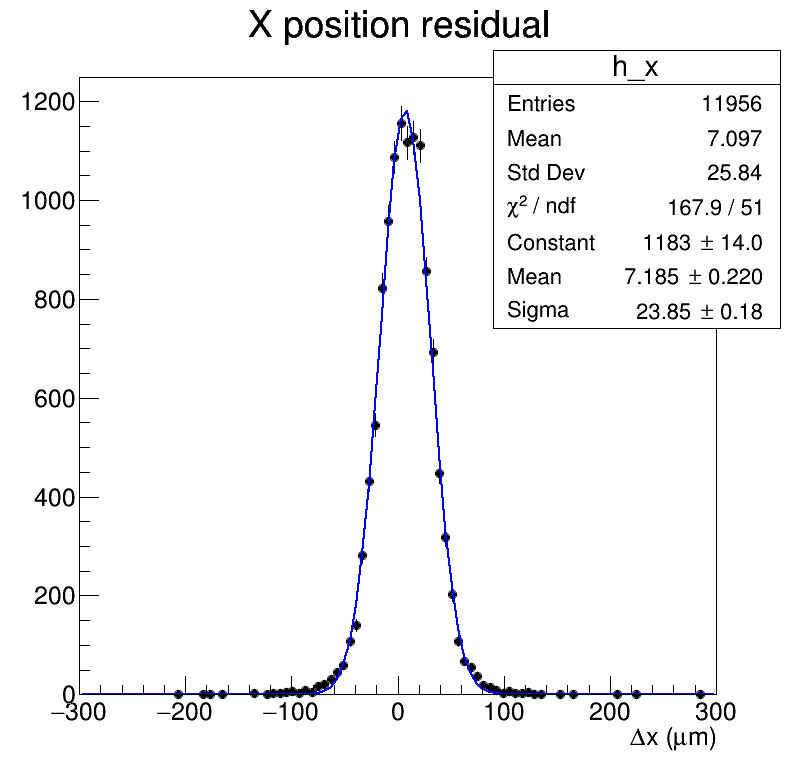 X position residual
h_x
Entries 11956
Mean 7.097
Std Dev 25.84
χ² / ndf 167.9 / 51
Constant 1183 ± 14.0
Mean 7.185 ± 0.220
Sigma 23.85 ± 0.18
1200
1000
800
600
400
200
0
−300 −200 −100 0 100 200 300
Δx (μm)